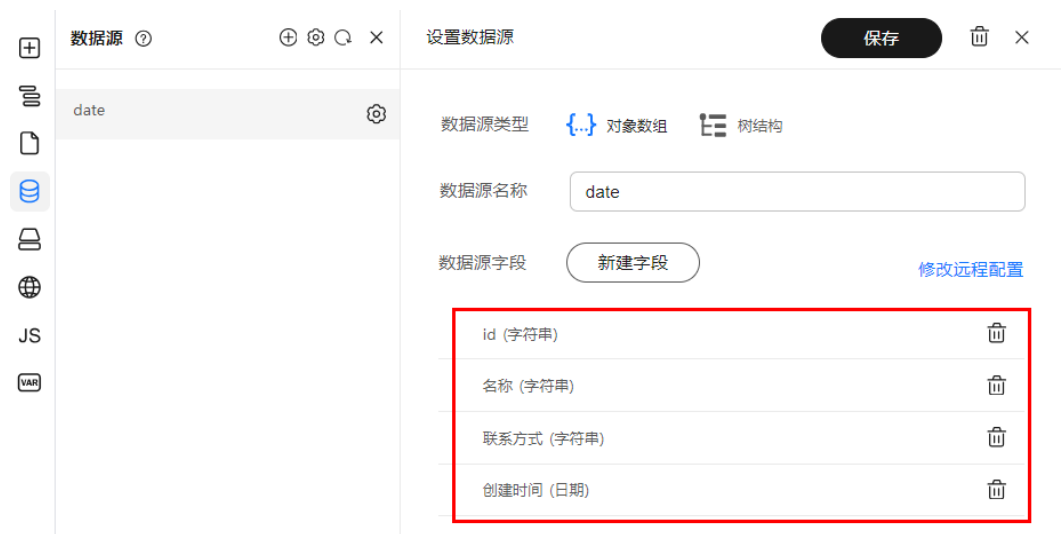 数据源
设置数据源
保存
date
数据源类型
{...} 对象数组
树结构
数据源名称
date
数据源字段
新建字段
修改远程配置
id (字符串)
名称 (字符串)
联系方式 (字符串)
创建时间 (日期)
JS
VAR